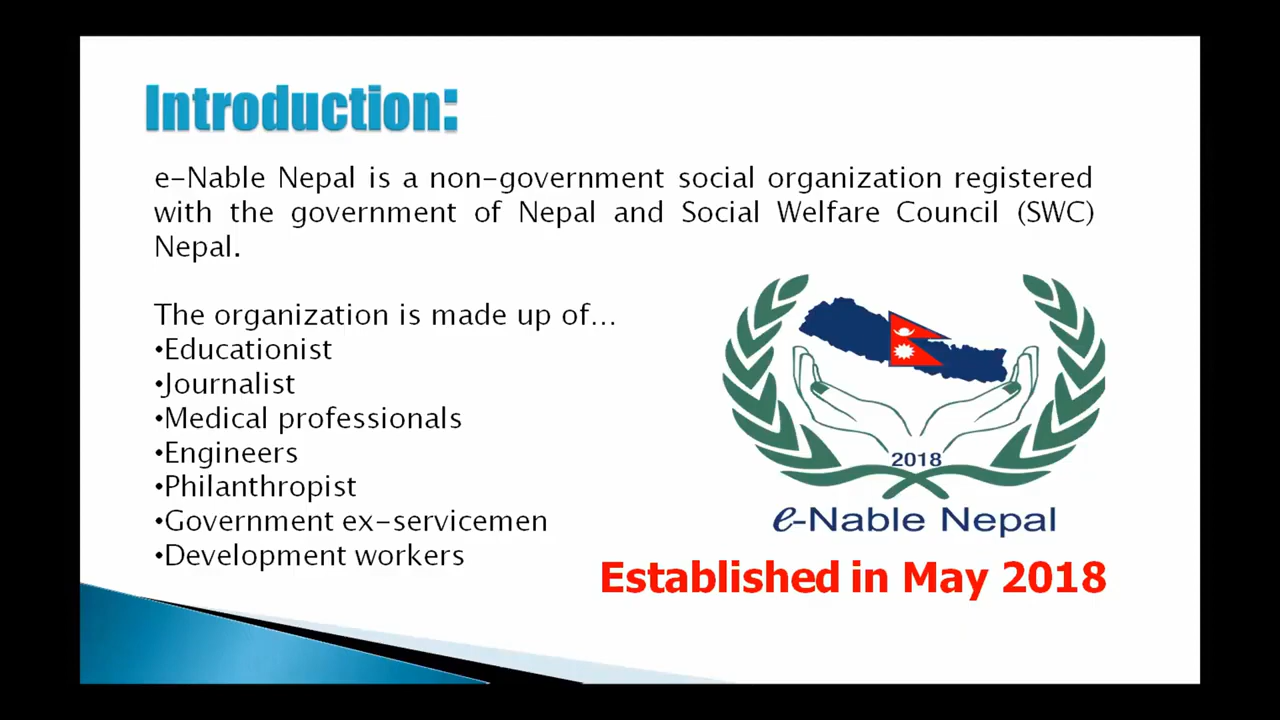 Introduction:
e-Nable Nepal is a non-government social organization registered
with the government of Nepal and Social Welfare Council (SWC)
Nepal.
The organization is made up of...
•Educationist
•Journalist
•Medical professionals
•Engineers
•Philanthropist
•Government ex-servicemen
•Development workers
2018
e-Nable Nepal
Established in May 2018